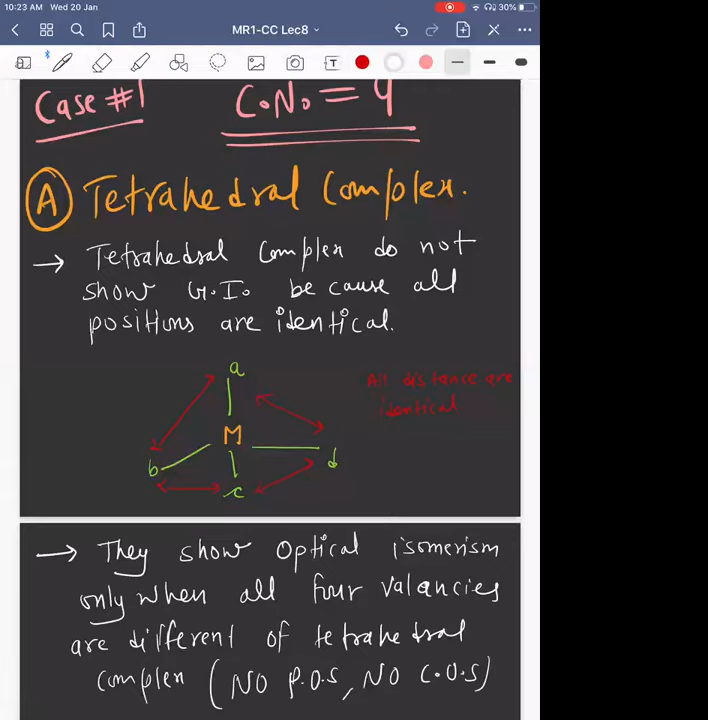 10:23 AM Wed 20 Jan
30%
MR1-CC Lec8
T
Case #1 C.No = 4
A Tetrahedral Complex.
→ Tetrahedral Complex do not
show G.I. because all
positions are identical.
a
All distance are
identical
M
b
d
c
→ They show Optical isomerism
only when all four valancies
are different of tetrahedral
complex (NO P.O.S, NO C.O.S)